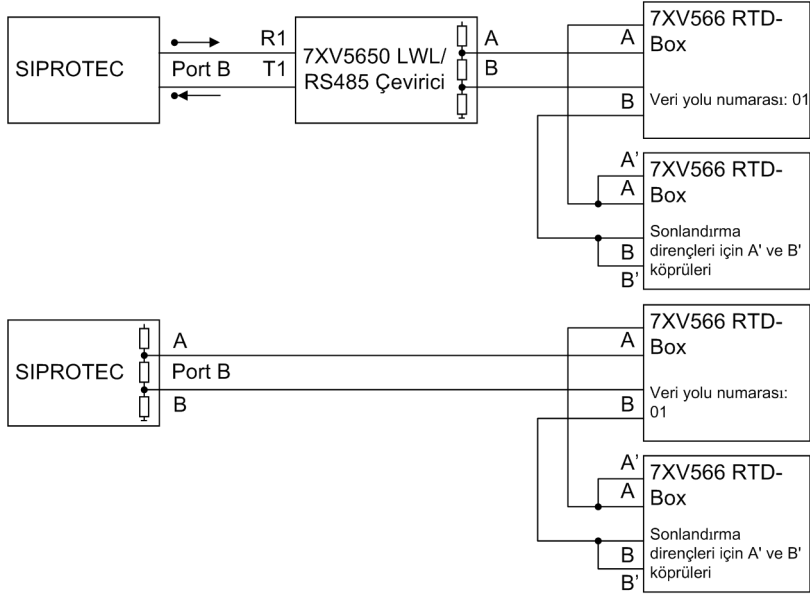 SIPROTEC
R1
Port B
T1
7XV5650 LWL/
RS485 Çevirici
A
B
A
7XV566 RTD-
Box
B
Veri yolu numarası: 01
A'
A
7XV566 RTD-
Box
Sonlandırma
dirençleri için A' ve B'
köprüleri
B
B'
SIPROTEC
A
Port B
B
A
7XV566 RTD-
Box
B
Veri yolu numarası:
01
A'
A
7XV566 RTD-
Box
Sonlandırma
dirençleri için A' ve B'
köprüleri
B
B'